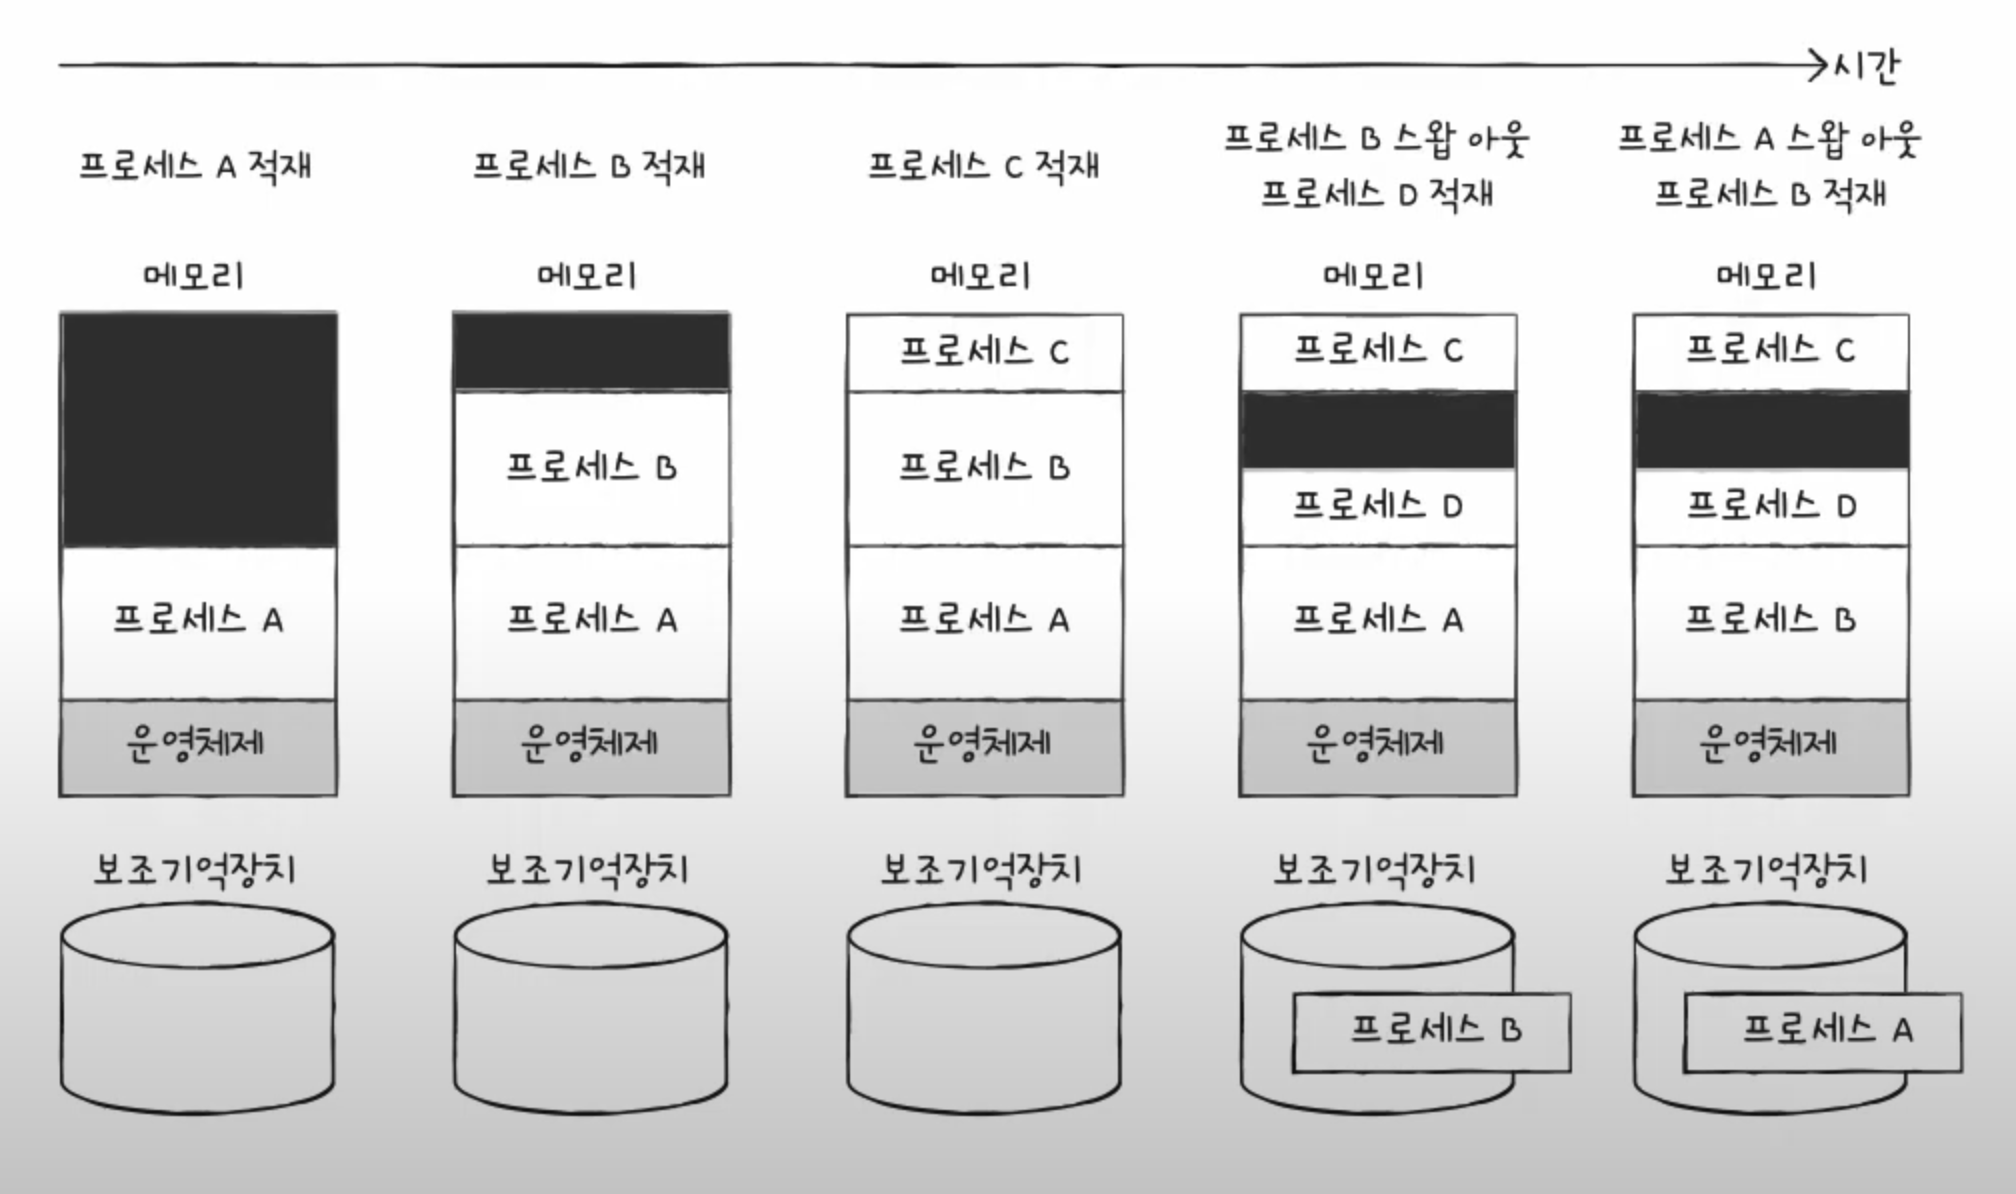 시간
프로세스 A 적재
프로세스 B 적재
프로세스 C 적재
프로세스 B 스왑 아웃
프로세스 D 적재
프로세스 A 스왑 아웃
프로세스 B 적재
메모리
메모리
메모리
메모리
메모리
프로세스 A
운영체제
프로세스 B
프로세스 A
운영체제
프로세스 C
프로세스 B
프로세스 A
운영체제
프로세스 C
프로세스 D
프로세스 A
운영체제
프로세스 C
프로세스 D
프로세스 B
운영체제
보조기억장치
보조기억장치
보조기억장치
보조기억장치
보조기억장치
프로세스 B
프로세스 A